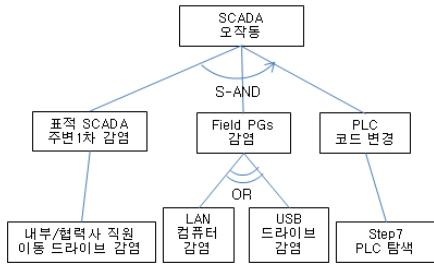 SCADA
오작동
S-AND
표적 SCADA
주변1차 감염
Field PGs
감염
PLC
코드 변경
OR
내부/협력사 직원
이동 드라이브 감염
LAN
컴퓨터
감염
USB
드라이브
감염
Step7
PLC 탐색